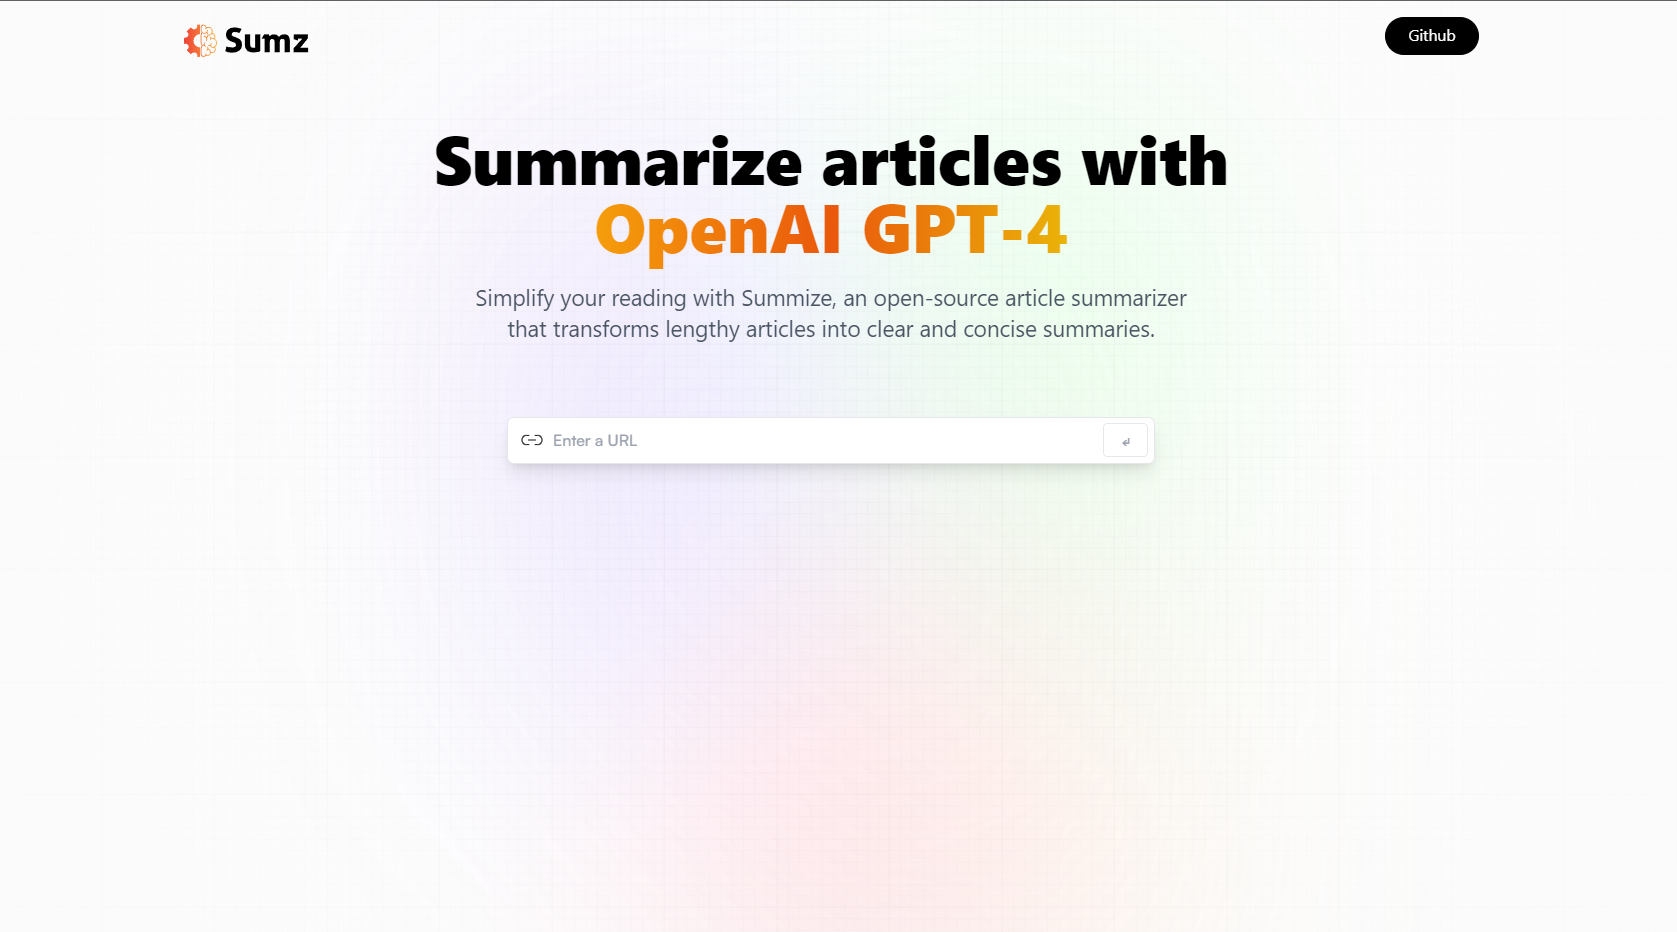 Sumz
Github
Summarize articles with
OpenAI GPT-4
Simplify your reading with Summize, an open-source article summarizer
that transforms lengthy articles into clear and concise summaries.
Enter a URL
↵